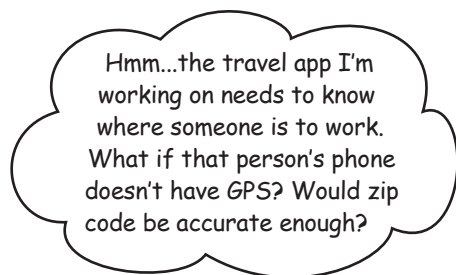 Hmm...the travel app I'm
working on needs to know
where someone is to work.
What if that person's phone
doesn't have GPS? Would zip
code be accurate enough?